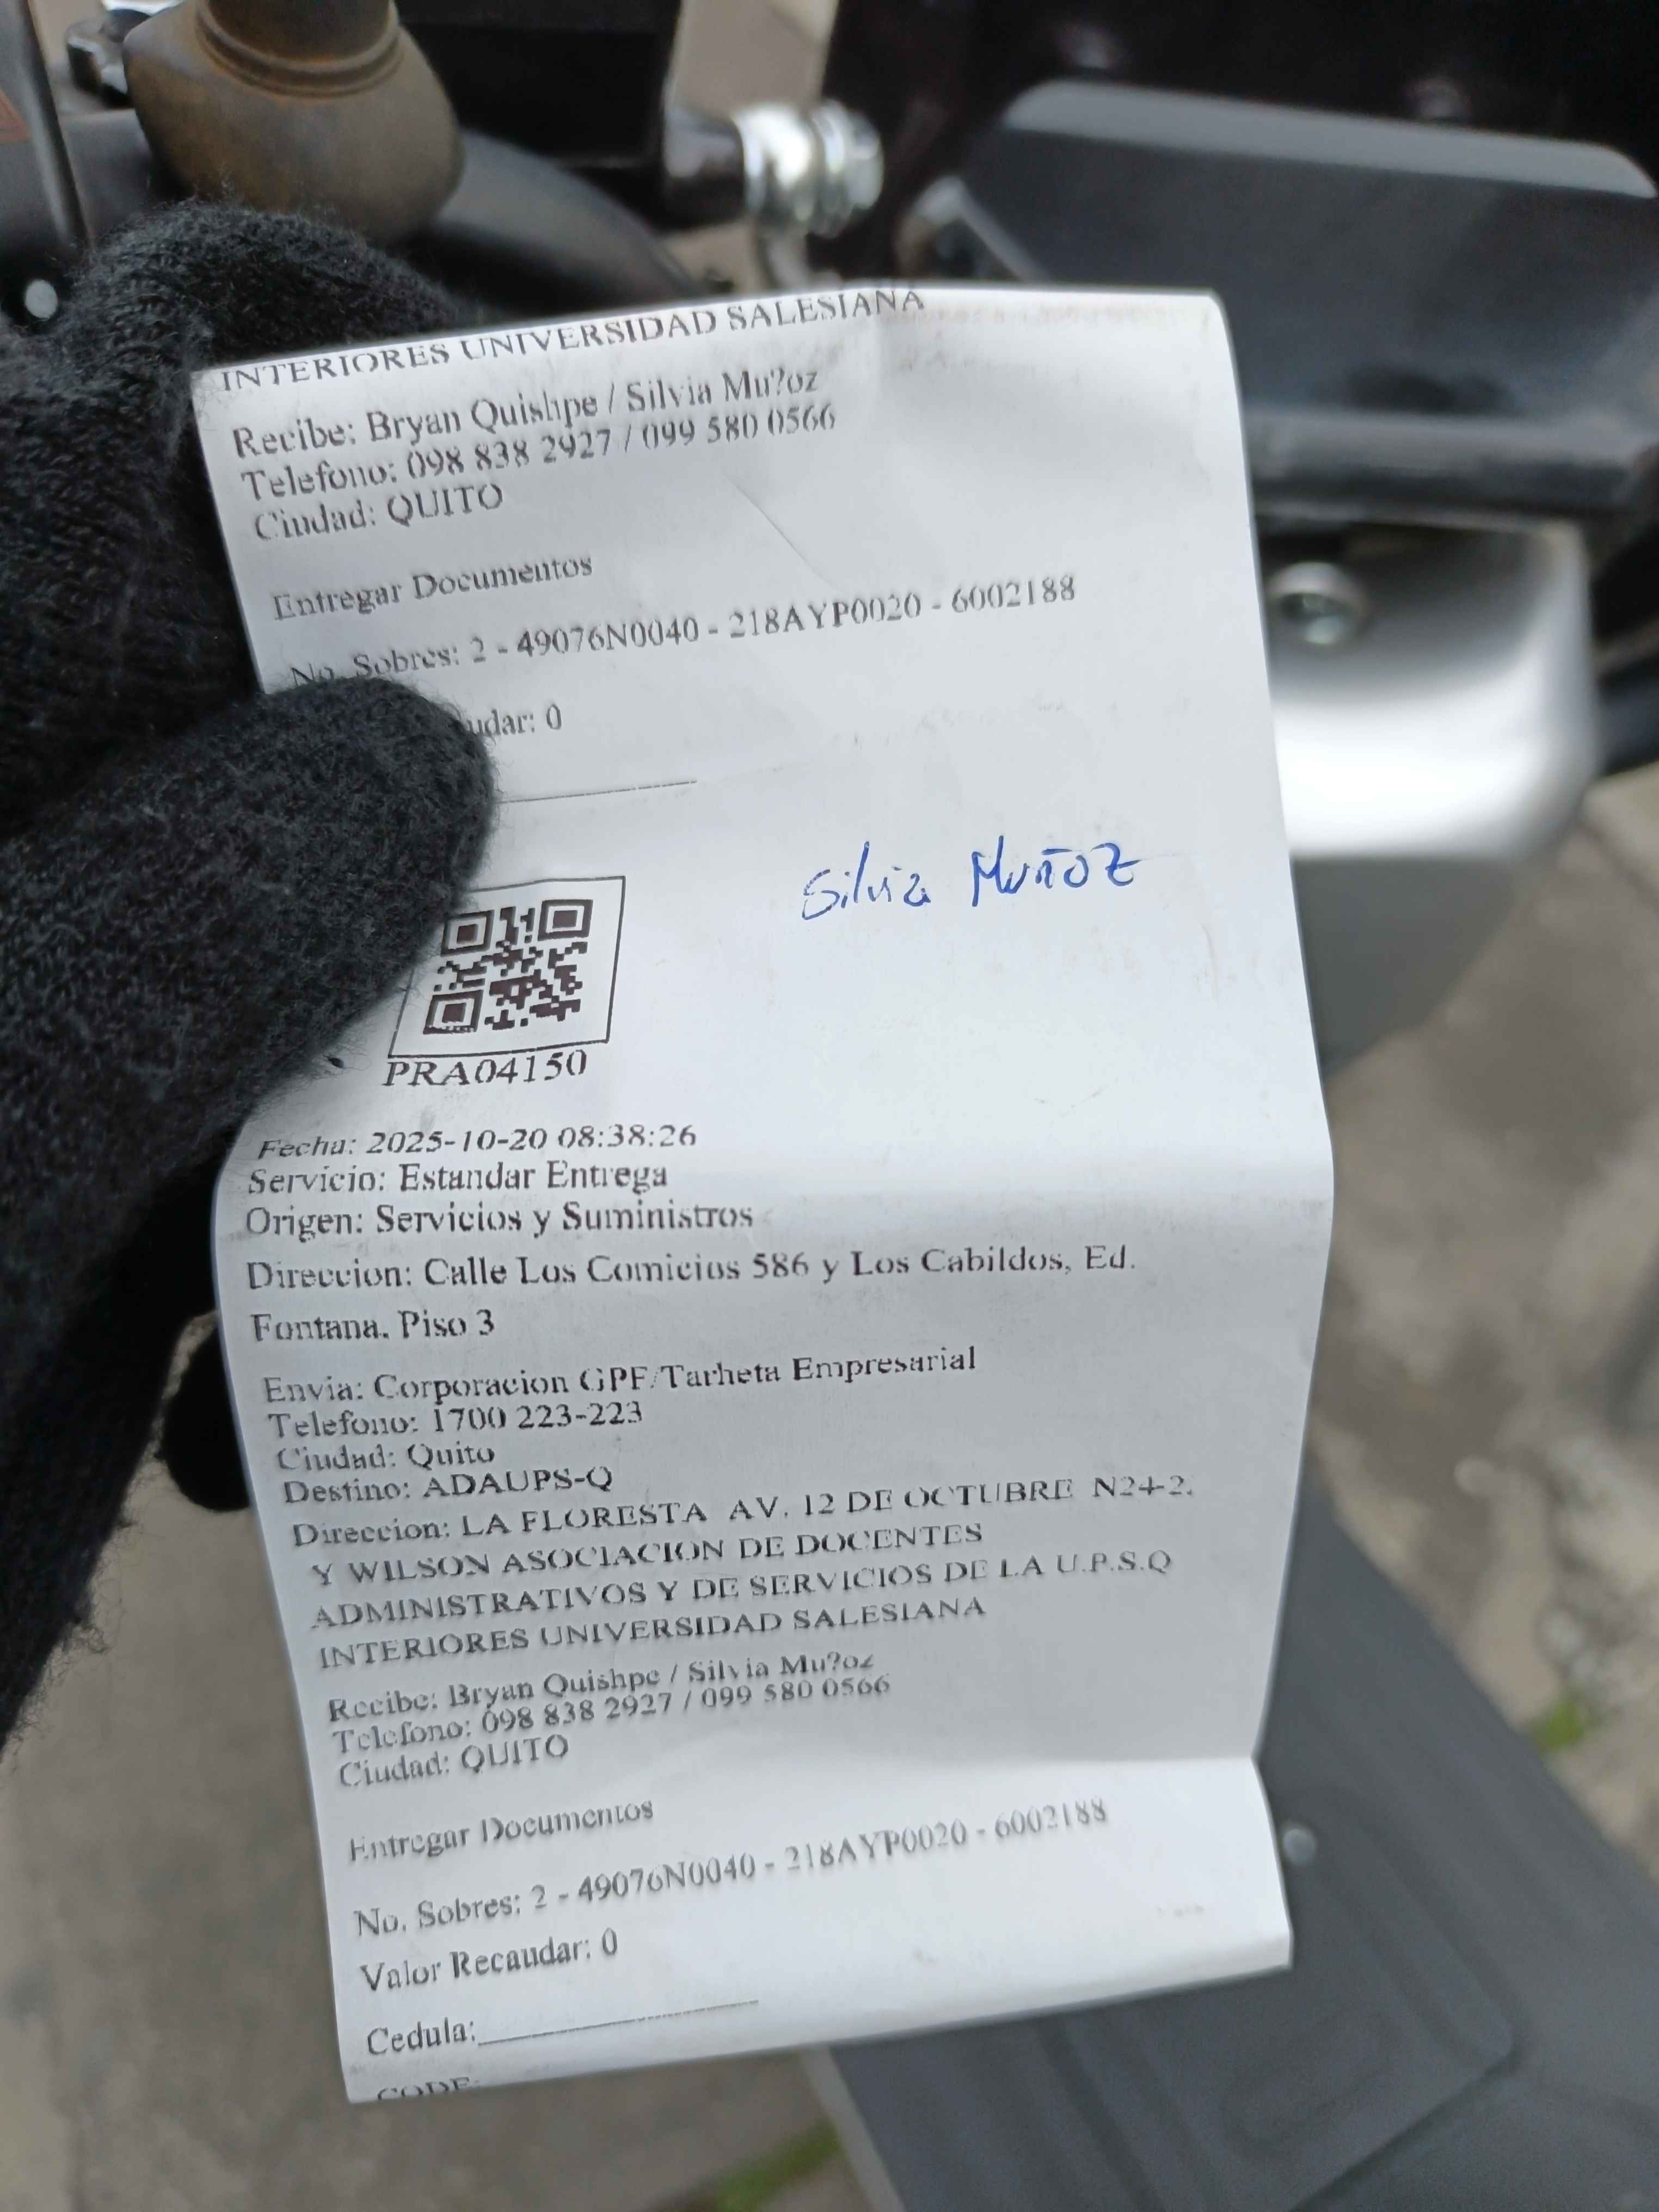 INTERIORES UNIVERSIDAD SALESIANA
Recibe: Bryan Quishpe / Silvia Mu?oz
Telefono: 098 838 2927 / 099 580 0566
Ciudad: QUITO
Entregar Documentos
No. Sobres: 2 - 49076N0040 - 218AYP0020 - 6002188
udar: 0
Silvia Muñoz
PRA04150
Fecha: 2025-10-20 08:38:26
Servicio: Estandar Entrega
Origen: Servicios y Suministros
Direccion: Calle Los Comicios 586 y Los Cabildos, Ed.
Fontana, Piso 3
Envia: Corporacion GPF/Tarheta Empresarial
Telefono: 1700 223-223
Ciudad: Quito
Destino: ADAUPS-Q
Direccion: LA FLORESTA AV. 12 DE OCTUBRE N24-2.
Y WILSON ASOCIACION DE DOCENTES
ADMINISTRATIVOS Y DE SERVICIOS DE LA U.P.S.Q
INTERIORES UNIVERSIDAD SALESIANA
Recibe: Bryan Quishpe / Silvia Mu?oz
Telefono: 098 838 2927 / 099 580 0566
Ciudad: QUITO
Entregar Documentos
No. Sobres: 2 - 49076N0040 - 218AYP0020 - 6002188
Valor Recaudar: 0
Cedula:
CODE: